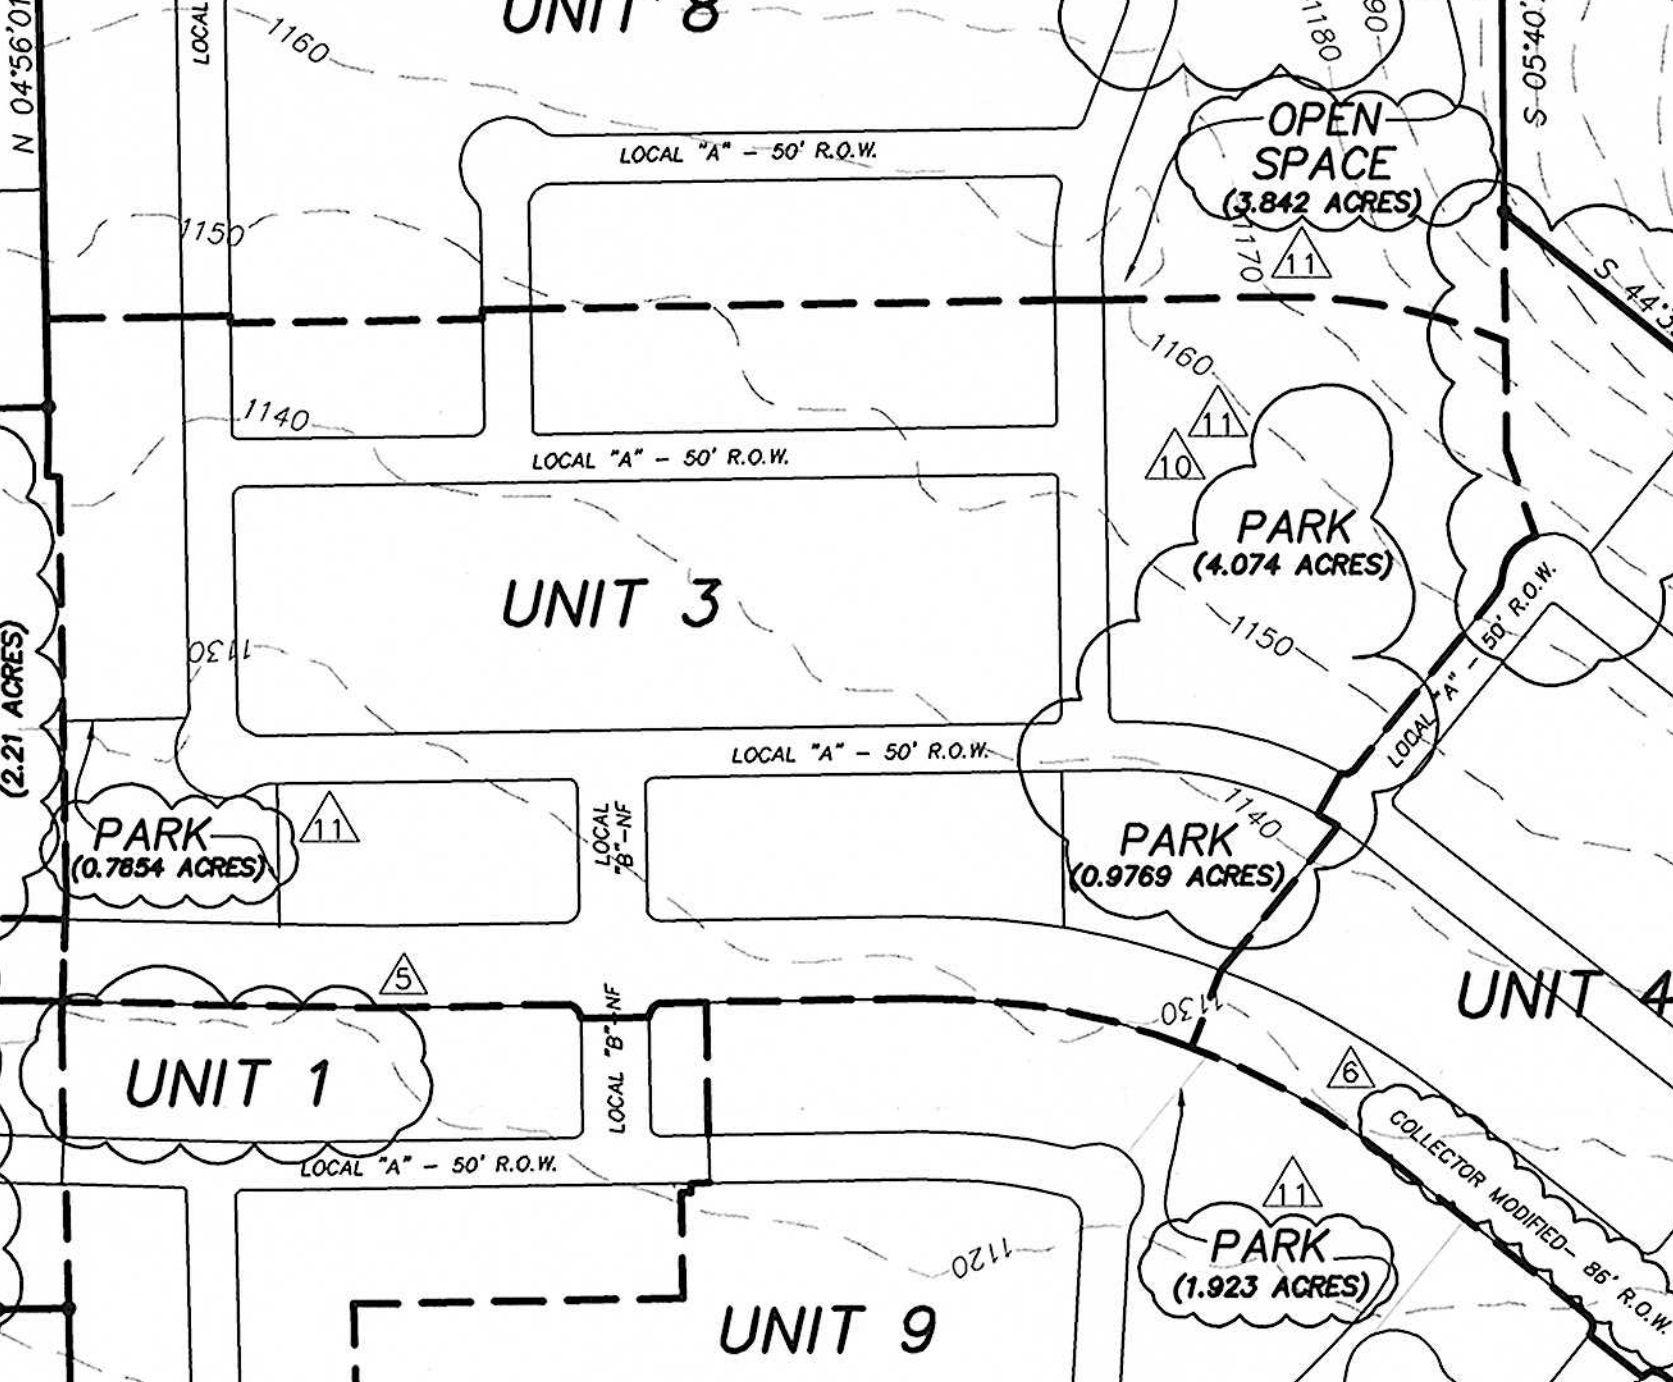 UNIT 8
LOCAL
N 04°56'01
1160
1180
90
S 05°40'
OPEN
SPACE
(3.842 ACRES)
11
LOCAL "A" - 50' R.O.W.
1150
1170
S 44°3
1160
1140
11
10
LOCAL "A" - 50' R.O.W.
PARK
(4.074 ACRES)
UNIT 3
1150
1130
(2.21 ACRES)
LOCAL "A" - 50' R.O.W.
LOCAL "A" - 50' R.O.W.
1140
PARK
(0.7854 ACRES)
11
LOCAL
"B"-NF
PARK
(0.9769 ACRES)
5
UNIT 4
1130
UNIT 1
LOCAL "B"-NF
6
COLLECTOR MODIFIED- 86' R.O.W.
LOCAL "A" - 50' R.O.W.
11
PARK
(1.923 ACRES)
1120
UNIT 9